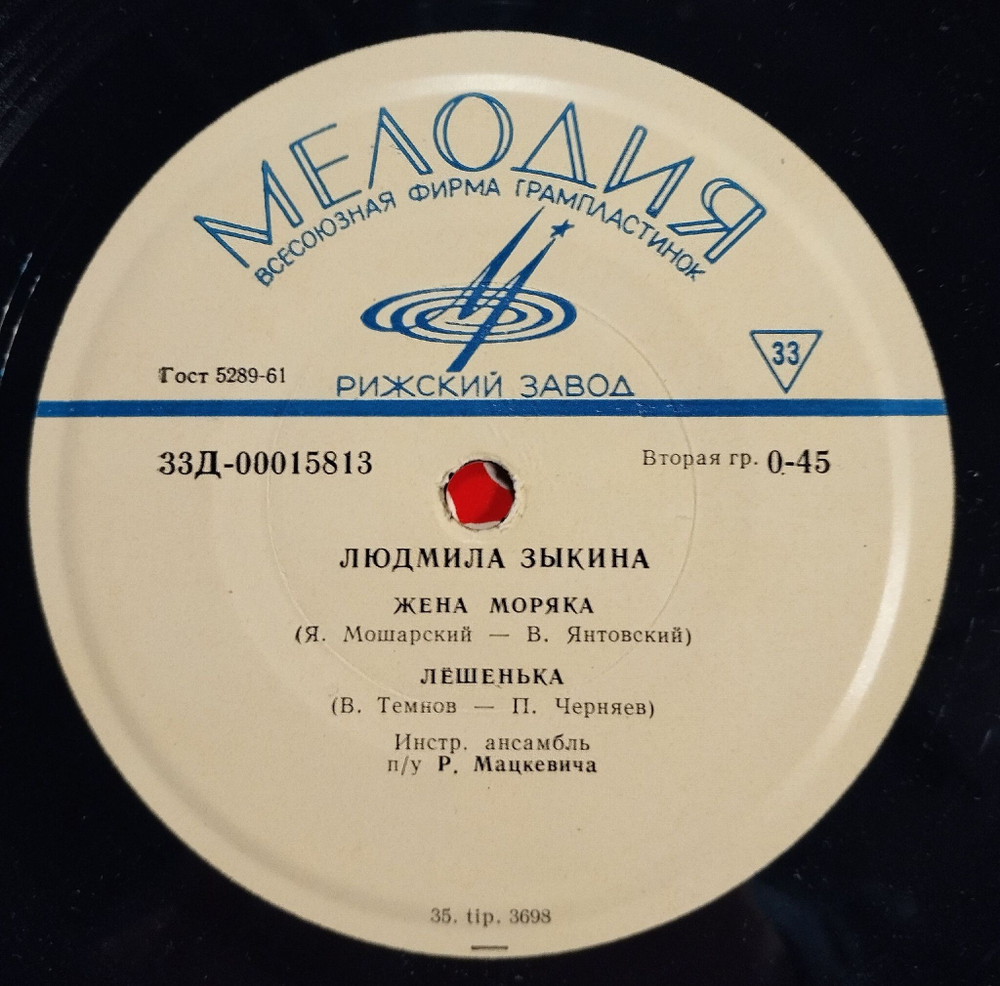 МЕЛОДИЯ
ВСЕСОЮЗНАЯ ФИРМА ГРАМПЛАСТИНОК
33
Гост 5289-61
РИЖСКИЙ ЗАВОД
33Д-00015813
Вторая гр. 0-45
ЛЮДМИЛА ЗЫКИНА
ЖЕНА МОРЯКА
(Я. Мошарский — В. Янтовский)
ЛЁШЕНЬКА
(В. Темнов — П. Черняев)
Инстр. ансамбль
п/у Р. Мацкевича
35. tip. 3698